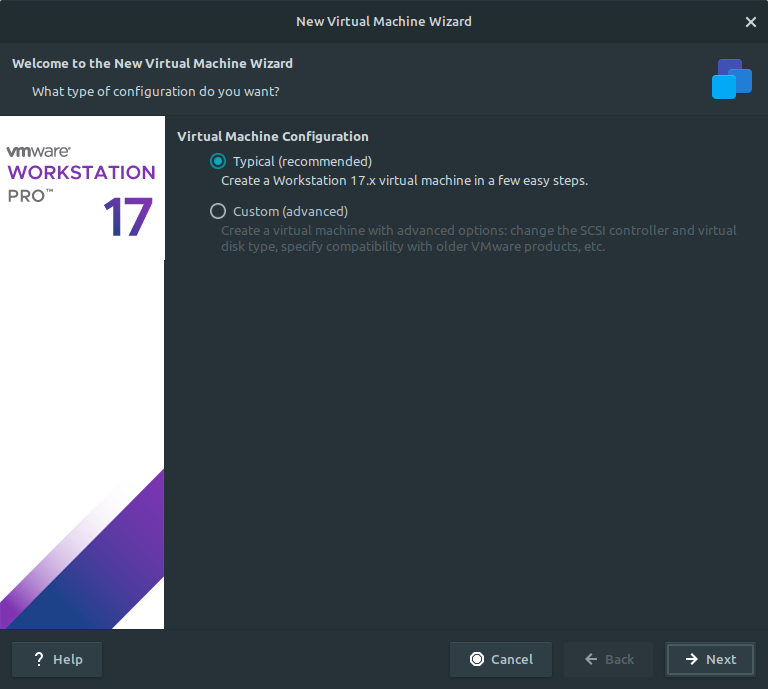 New Virtual Machine Wizard
Welcome to the New Virtual Machine Wizard
What type of configuration do you want?
vmware®
WORKSTATION
PRO™
17
Virtual Machine Configuration
Typical (recommended)
Create a Workstation 17.x virtual machine in a few easy steps.
Custom (advanced)
Create a virtual machine with advanced options: change the SCSI controller and virtual
disk type, specify compatibility with older VMware products, etc.
? Help
Cancel
Back
Next